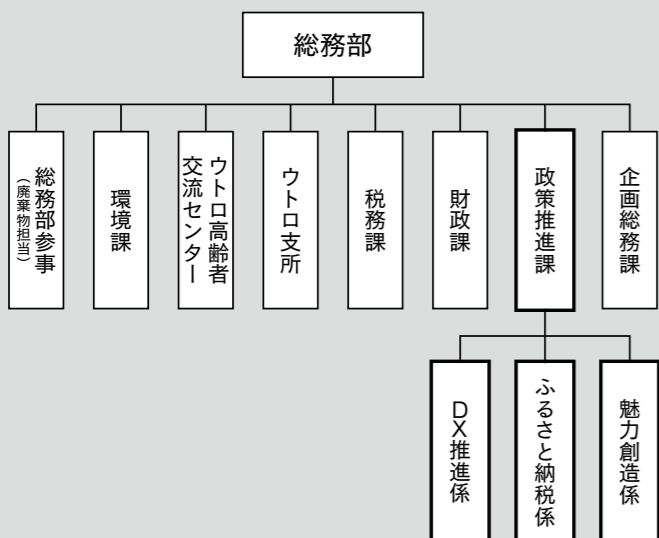 総務部
企画総務課
政策推進課
財政課
税務課
ウトロ支所
ウトロ高齢者
交流センター
環境課
総務部参事
（廃棄物担当）
魅力創造係
ふるさと納税係
DX推進係